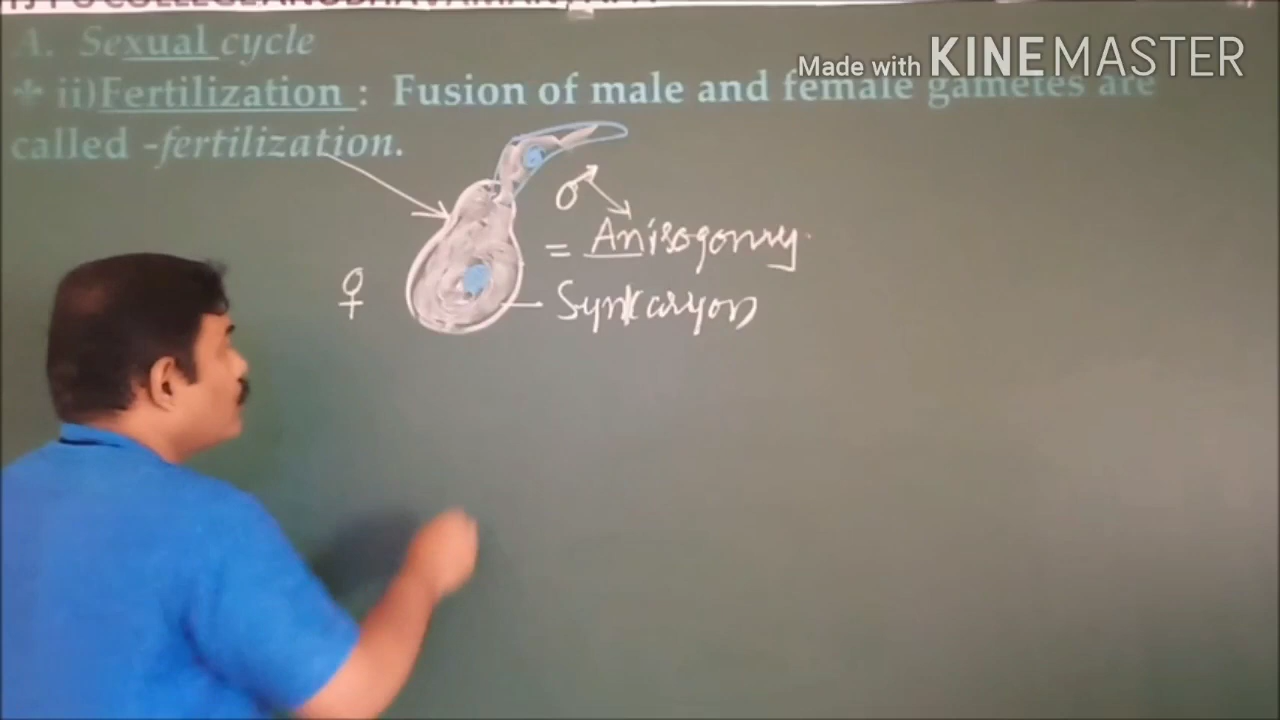 A. Sexual cycle
Made with KINEMASTER
ii) Fertilization : Fusion of male and female gametes are
called -fertilization.
♂
= Anisogomy.
♀
Synkaryon